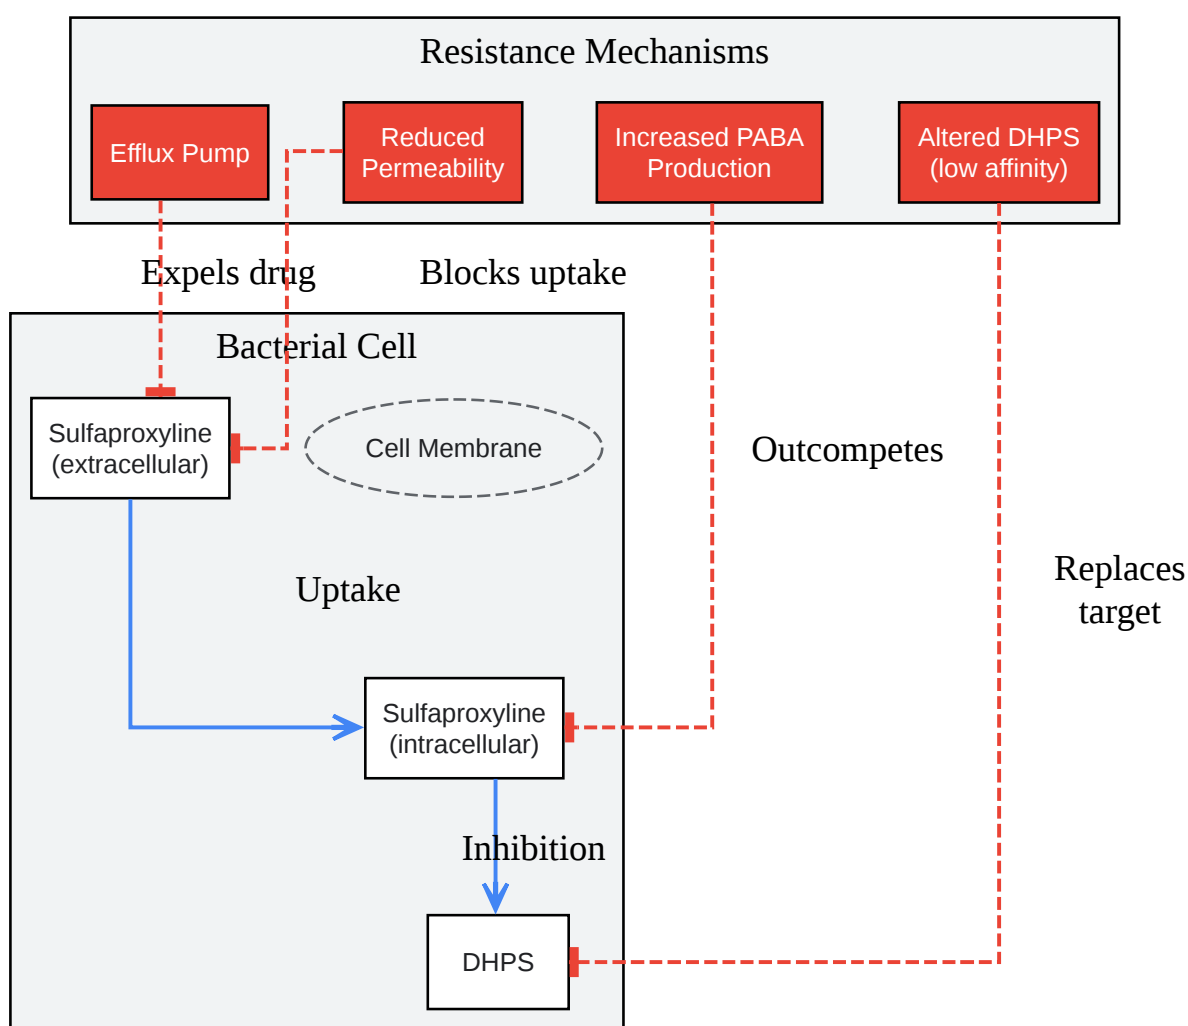 Resistance Mechanisms
Efflux Pump
Reduced
Permeability
Increased PABA
Production
Altered DHPS
(low affinity)
Expels drug
Blocks uptake
Bacterial Cell
Sulfaproxyline
(extracellular)
Cell Membrane
Outcompetes
Replaces
target
Uptake
Sulfaproxyline
(intracellular)
Inhibition
DHPS